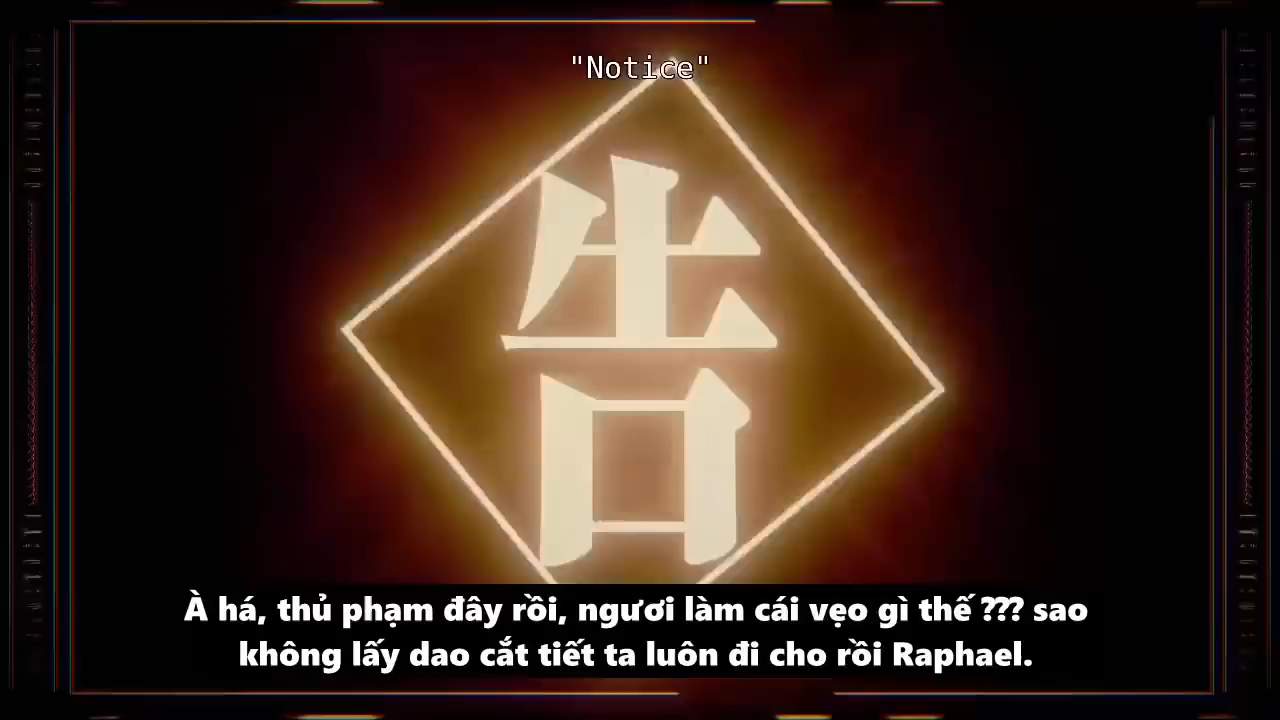 "Notice"
告
À há, thủ phạm đây rồi, ngươi làm cái vẹo gì thế ??? sao
không lấy dao cắt tiết ta luôn đi cho rồi Raphael.